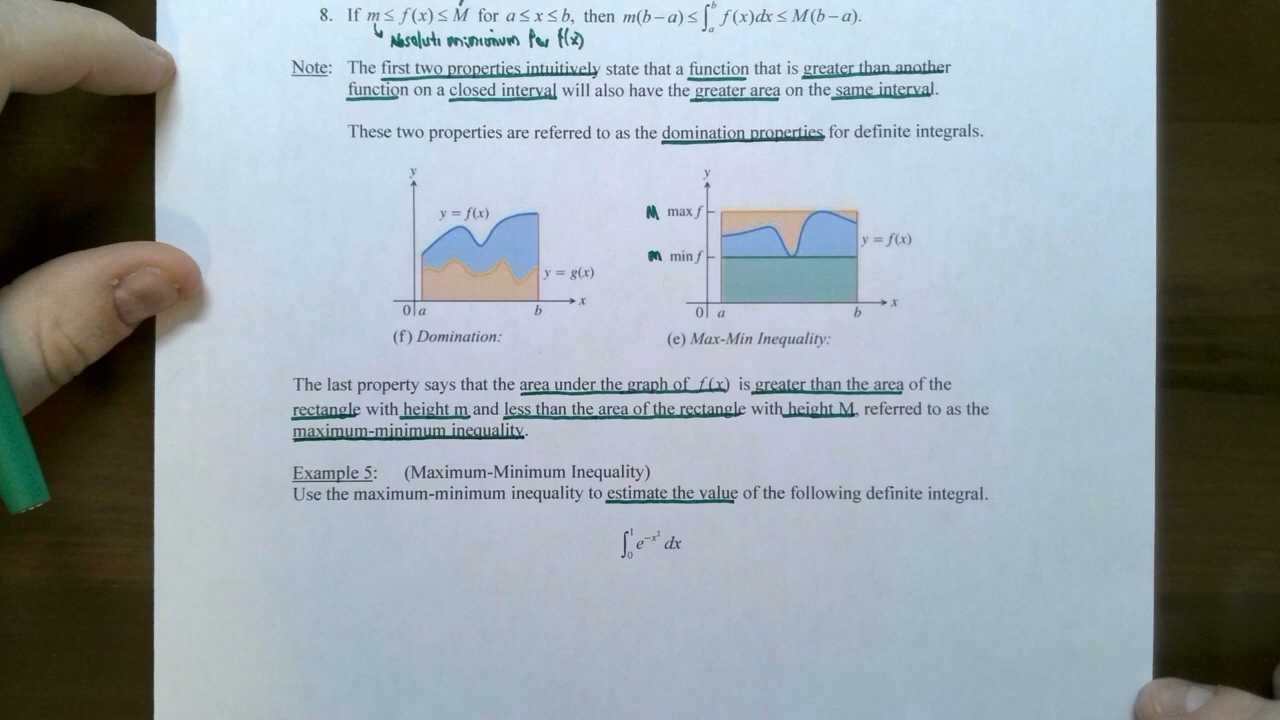 8. If m ≤ f(x) ≤ M for a ≤ x ≤ b, then m(b−a) ≤ ∫ₐᵇ f(x)dx ≤ M(b−a).
Absolute minimum for f(x)
Note: The first two properties intuitively state that a function that is greater than another
function on a closed interval will also have the greater area on the same interval.
These two properties are referred to as the domination properties for definite integrals.
y
y = f(x)
y = g(x)
0 a b x
(f) Domination:
y
M max f
y = f(x)
m min f
0 a b x
(e) Max-Min Inequality:
The last property says that the area under the graph of f(x) is greater than the area of the
rectangle with height m and less than the area of the rectangle with height M, referred to as the
maximum-minimum inequality.
Example 5: (Maximum-Minimum Inequality)
Use the maximum-minimum inequality to estimate the value of the following definite integral.
∫₀¹ e^{−x²} dx